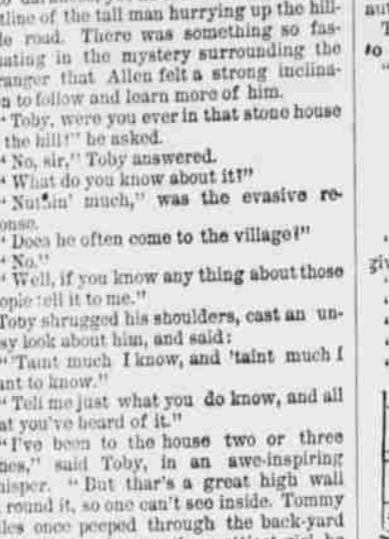 tline of the tall man hurrying up the hill-
le road. There was something so fas-
nating in the mystery surrounding the
ranger that Allen felt a strong inclina-
n to follow and learn more of him.
"Toby, were you ever in that stone house
the hill?" he asked.
"No, sir," Toby answered.
"What do you know about it?"
"Nuthin' much," was the evasive re-
onse.
"Does he often come to the village?"
"No."
"Well, if you know any thing about those
ople tell it to me."
Toby shrugged his shoulders, cast an un-
sy look about him, and said:
"'Taint much I know, and 'taint much I
ant to know."
"Tell me just what you do know, and all
at you've heard of it."
"I've been to the house two or three
nes," said Toby, in an awe-inspiring
hisper. "But thar's a great high wall
round it, so one can't see inside. Tommy
les once peeped through the back-yard
to
giv